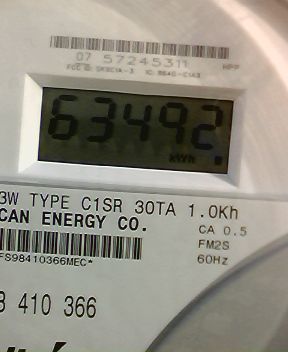 07 57245311
HPP
63492
kWh
3W TYPE C1SR 30TA 1.0Kh
CAN ENERGY CO.
CA 0.5
FM2S
60Hz
FS98410366MEC*
410 366